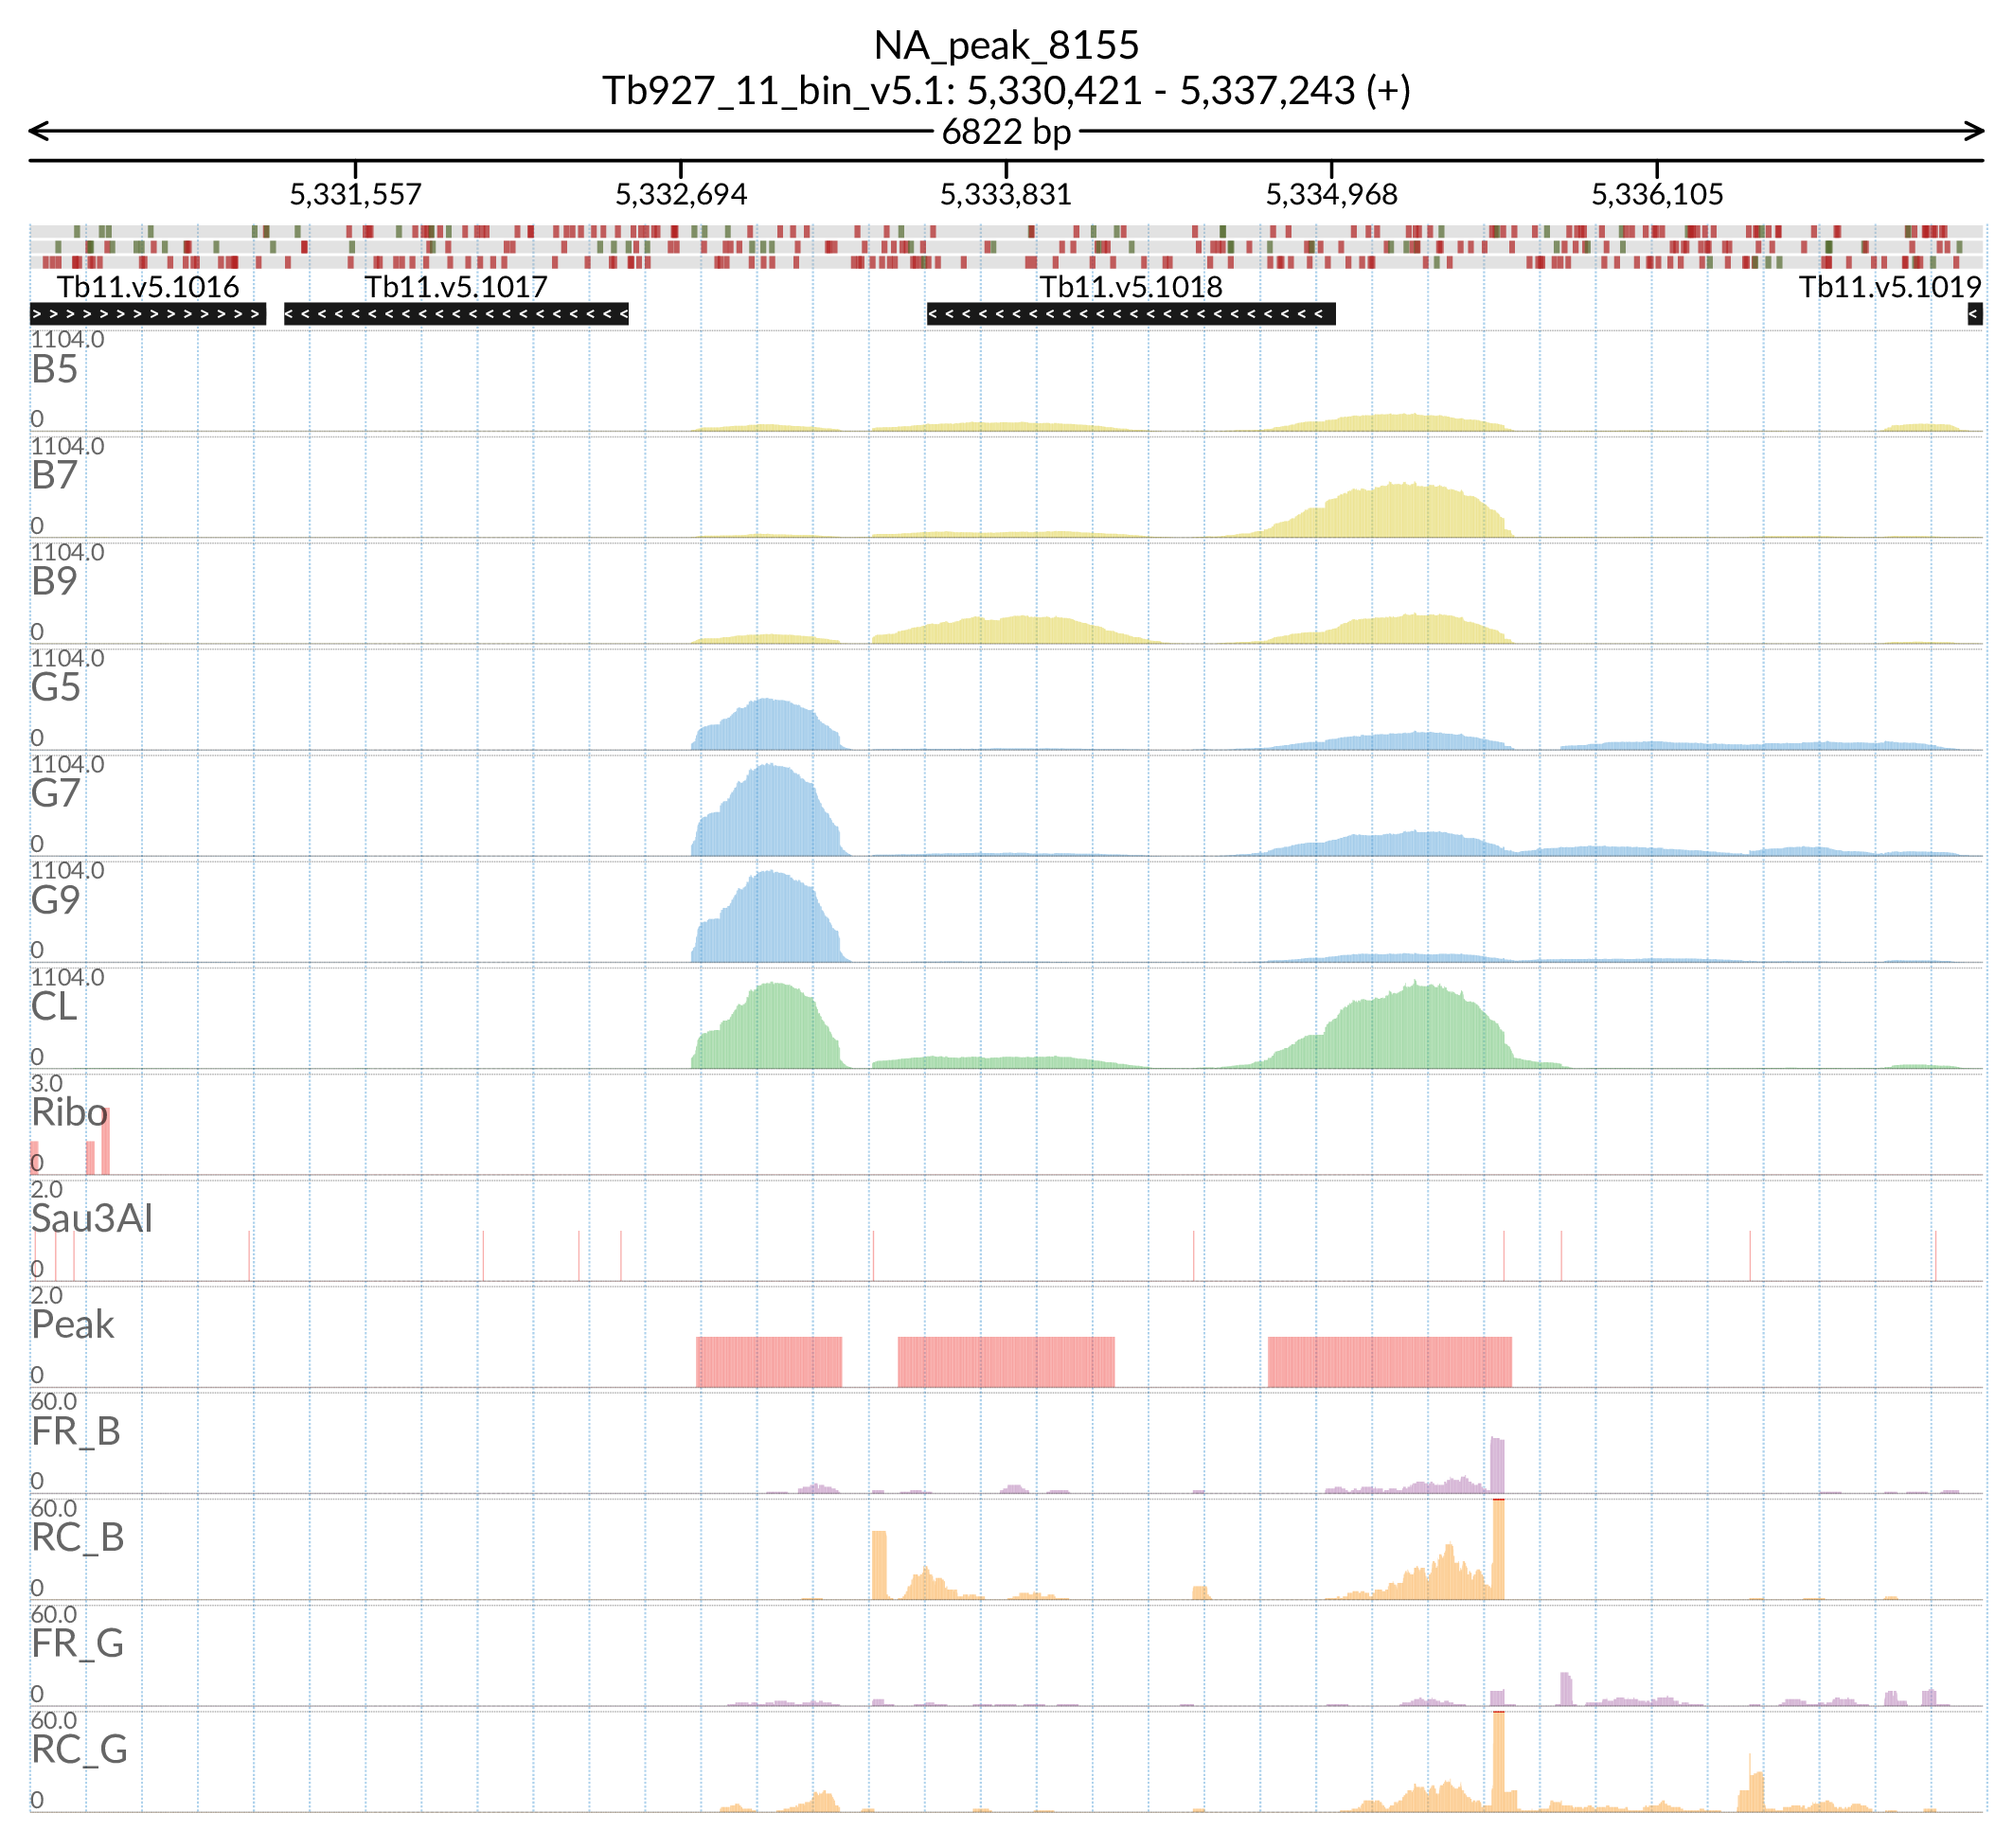 NA_peak_8155
Tb927_11_bin_v5.1: 5,330,421 - 5,337,243 (+)
6822 bp
5,331,557 5,332,694 5,333,831 5,334,968 5,336,105
Tb11.v5.1016 Tb11.v5.1017 Tb11.v5.1018 Tb11.v5.1019
1104.0
B5
0
1104.0
B7
0
1104.0
B9
0
1104.0
G5
0
1104.0
G7
0
1104.0
G9
0
1104.0
CL
0
3.0
Ribo
0
2.0
Sau3AI
0
2.0
Peak
0
60.0
FR_B
0
60.0
RC_B
0
60.0
FR_G
0
60.0
RC_G
0